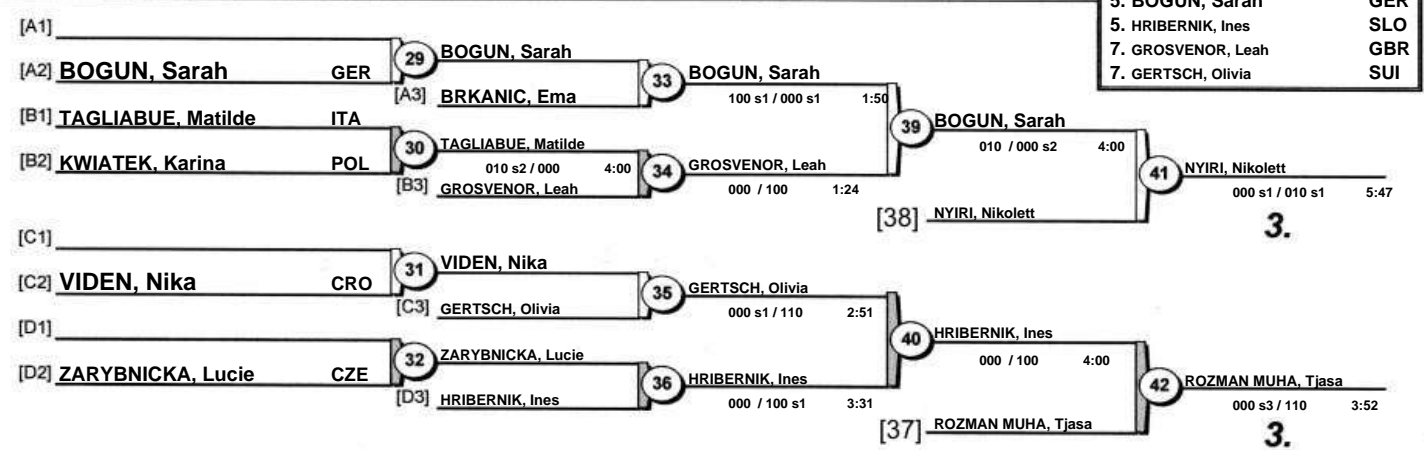 5. BOGUN, Sarah GER
5. HRIBERNIK, Ines SLO
7. GROSVENOR, Leah GBR
7. GERTSCH, Olivia SUI
[A1]
[A2] BOGUN, Sarah GER
29
BOGUN, Sarah
[A3] BRKANIC, Ema
33
BOGUN, Sarah
100 s1 / 000 s1 1:50
[B1] TAGLIABUE, Matilde ITA
[B2] KWIATEK, Karina POL
30
TAGLIABUE, Matilde
010 s2 / 000 4:00
[B3] GROSVENOR, Leah
34
GROSVENOR, Leah
000 / 100 1:24
39
BOGUN, Sarah
010 / 000 s2 4:00
[38] NYIRI, Nikolett
41
NYIRI, Nikolett
000 s1 / 010 s1 5:47
3.
[C1]
[C2] VIDEN, Nika CRO
31
VIDEN, Nika
[C3] GERTSCH, Olivia
35
GERTSCH, Olivia
000 s1 / 110 2:51
[D1]
[D2] ZARYBNICKA, Lucie CZE
32
ZARYBNICKA, Lucie
[D3] HRIBERNIK, Ines
36
HRIBERNIK, Ines
000 / 100 s1 3:31
40
HRIBERNIK, Ines
000 / 100 4:00
[37] ROZMAN MUHA, Tjasa
42
ROZMAN MUHA, Tjasa
000 s3 / 110 3:52
3.